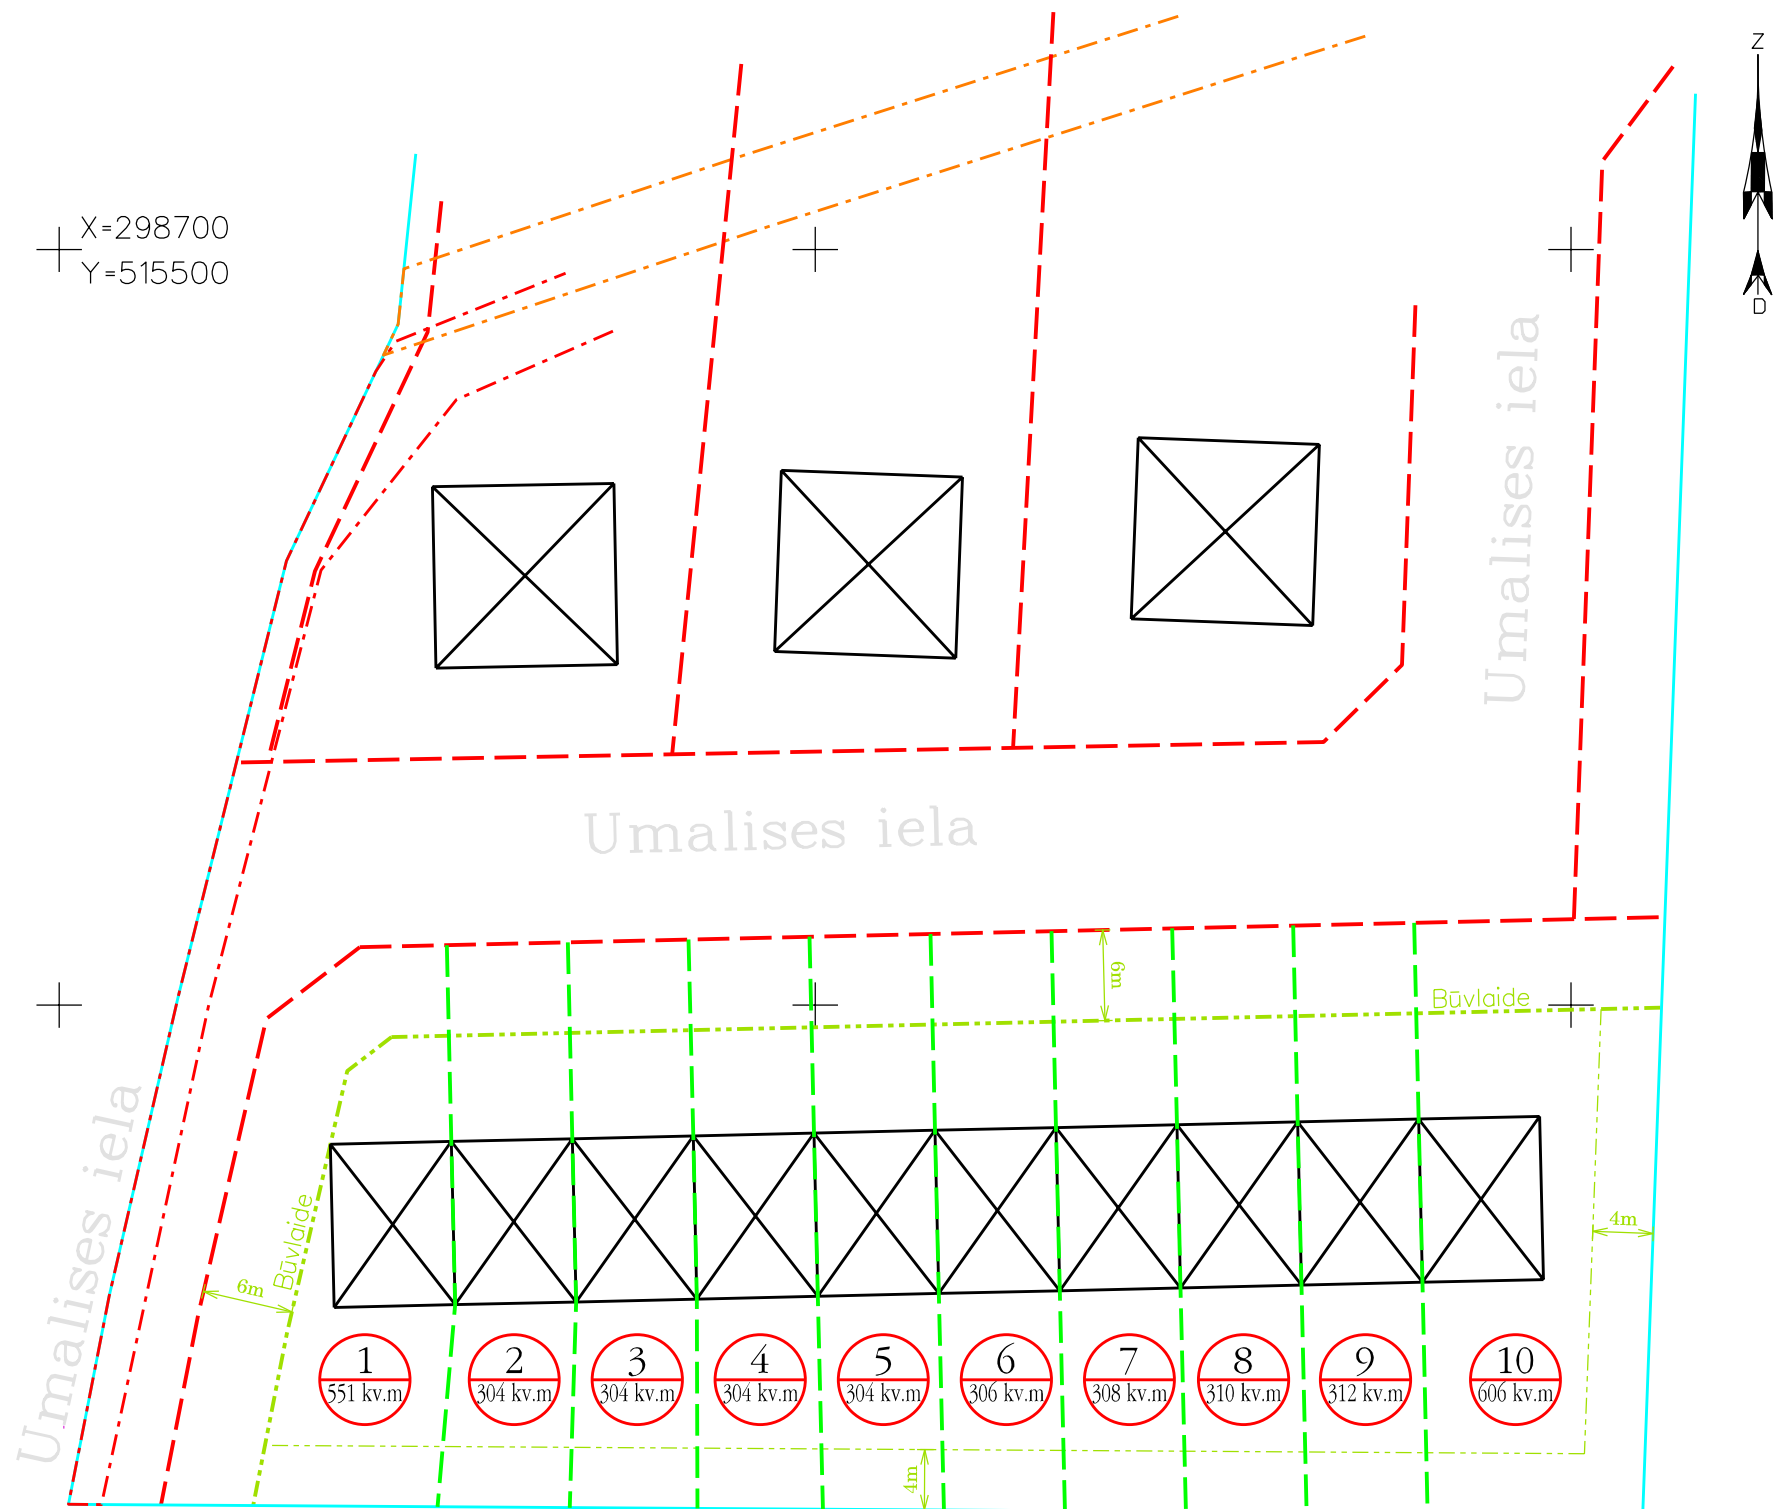 Z
X=298700
Y=515500
D
Umalises iela
Umalises iela
6m
Būvlaide
Umalises iela
Būvlaide
4m
6m
1
551 kv.m
2
304 kv.m
3
304 kv.m
4
304 kv.m
5
304 kv.m
6
306 kv.m
7
308 kv.m
8
310 kv.m
9
312 kv.m
10
606 kv.m
4m